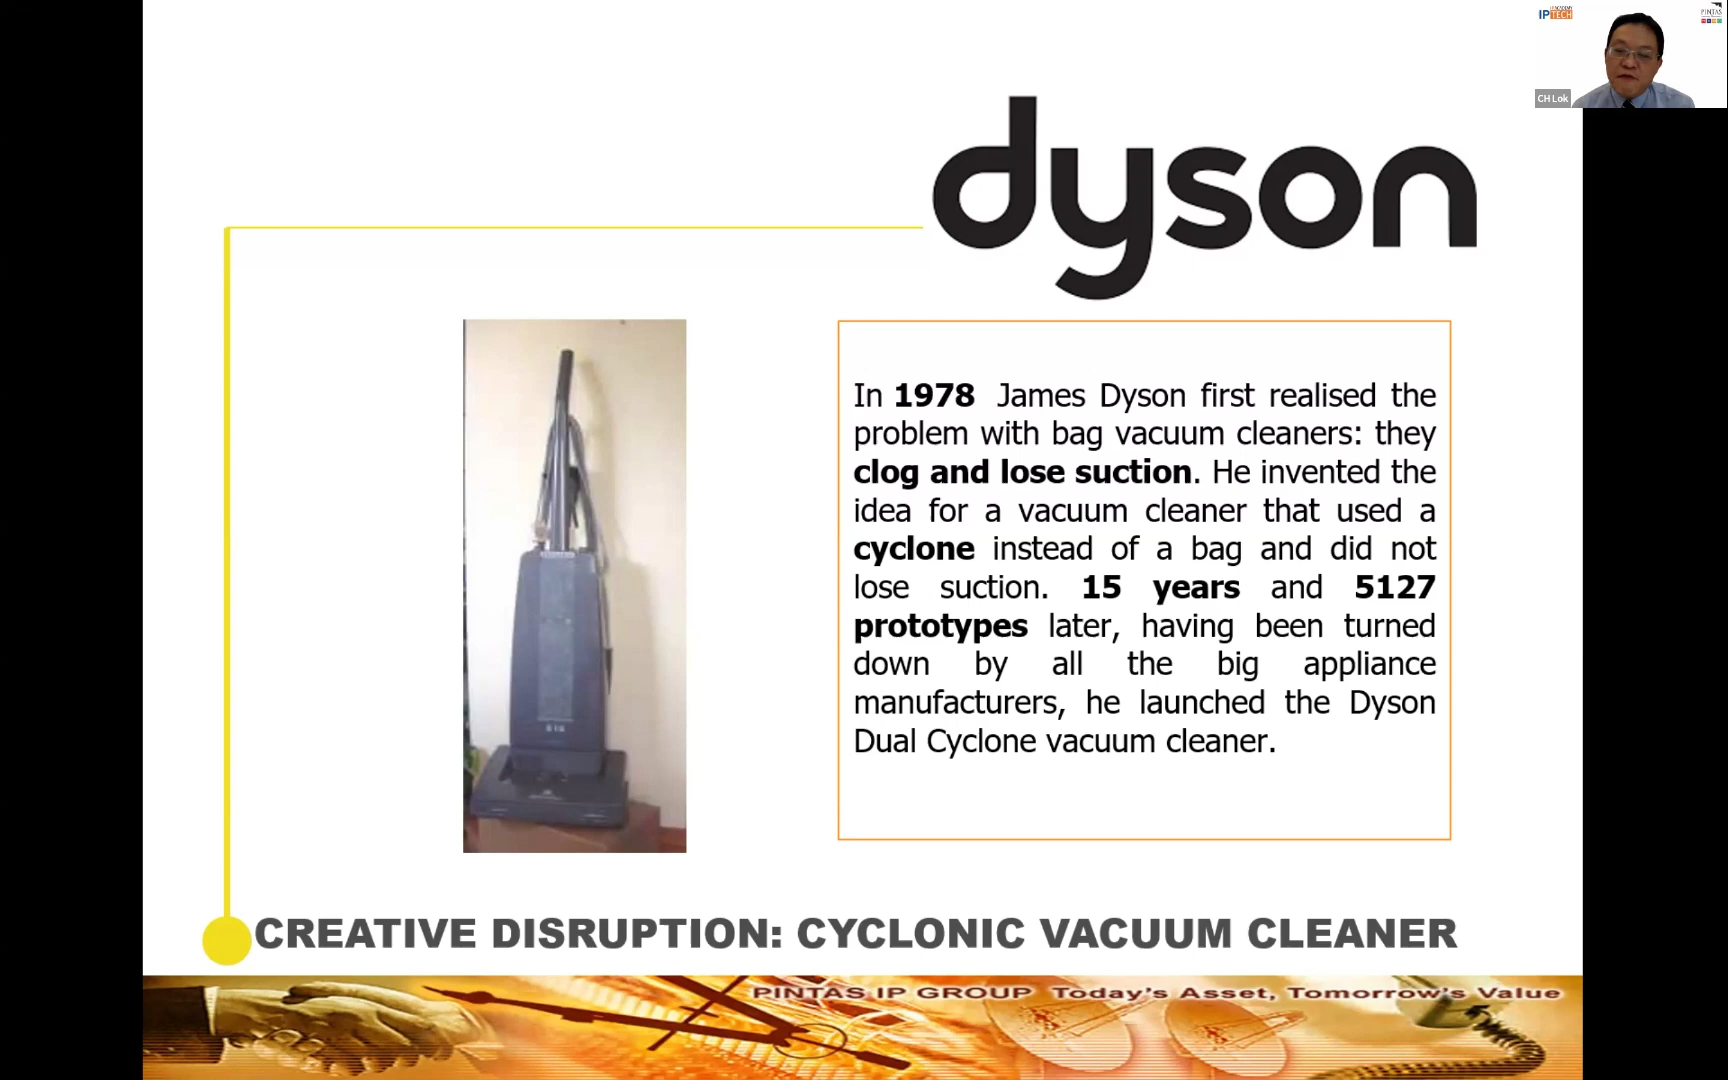 IPTECH
PINTAS
CH Lok
dyson
In 1978 James Dyson first realised the
problem with bag vacuum cleaners: they
clog and lose suction. He invented the
idea for a vacuum cleaner that used a
cyclone instead of a bag and did not
lose suction. 15 years and 5127
prototypes later, having been turned
down by all the big appliance
manufacturers, he launched the Dyson
Dual Cyclone vacuum cleaner.
CREATIVE DISRUPTION: CYCLONIC VACUUM CLEANER
PINTAS IP GROUP Today's Asset, Tomorrow's Value